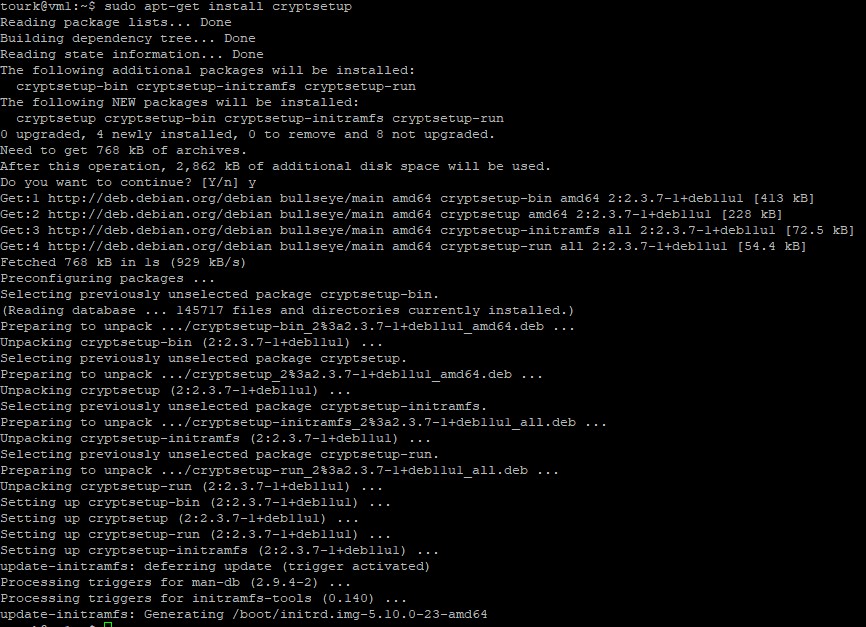 tourk@vm1:~$ sudo apt-get install cryptsetup
Reading package lists... Done
Building dependency tree... Done
Reading state information... Done
The following additional packages will be installed:
  cryptsetup-bin cryptsetup-initramfs cryptsetup-run
The following NEW packages will be installed:
  cryptsetup cryptsetup-bin cryptsetup-initramfs cryptsetup-run
0 upgraded, 4 newly installed, 0 to remove and 8 not upgraded.
Need to get 768 kB of archives.
After this operation, 2,862 kB of additional disk space will be used.
Do you want to continue? [Y/n] y
Get:1 http://deb.debian.org/debian bullseye/main amd64 cryptsetup-bin amd64 2:2.3.7-1+deb11u1 [413 kB]
Get:2 http://deb.debian.org/debian bullseye/main amd64 cryptsetup amd64 2:2.3.7-1+deb11u1 [228 kB]
Get:3 http://deb.debian.org/debian bullseye/main amd64 cryptsetup-initramfs all 2:2.3.7-1+deb11u1 [72.5 kB]
Get:4 http://deb.debian.org/debian bullseye/main amd64 cryptsetup-run all 2:2.3.7-1+deb11u1 [54.4 kB]
Fetched 768 kB in 1s (929 kB/s)
Preconfiguring packages ...
Selecting previously unselected package cryptsetup-bin.
(Reading database ... 145717 files and directories currently installed.)
Preparing to unpack .../cryptsetup-bin_2%3a2.3.7-1+deb11u1_amd64.deb ...
Unpacking cryptsetup-bin (2:2.3.7-1+deb11u1) ...
Selecting previously unselected package cryptsetup.
Preparing to unpack .../cryptsetup_2%3a2.3.7-1+deb11u1_amd64.deb ...
Unpacking cryptsetup (2:2.3.7-1+deb11u1) ...
Selecting previously unselected package cryptsetup-initramfs.
Preparing to unpack .../cryptsetup-initramfs_2%3a2.3.7-1+deb11u1_all.deb ...
Unpacking cryptsetup-initramfs (2:2.3.7-1+deb11u1) ...
Selecting previously unselected package cryptsetup-run.
Preparing to unpack .../cryptsetup-run_2%3a2.3.7-1+deb11u1_all.deb ...
Unpacking cryptsetup-run (2:2.3.7-1+deb11u1) ...
Setting up cryptsetup-bin (2:2.3.7-1+deb11u1) ...
Setting up cryptsetup (2:2.3.7-1+deb11u1) ...
Setting up cryptsetup-run (2:2.3.7-1+deb11u1) ...
Setting up cryptsetup-initramfs (2:2.3.7-1+deb11u1) ...
update-initramfs: deferring update (trigger activated)
Processing triggers for man-db (2.9.4-2) ...
Processing triggers for initramfs-tools (0.140) ...
update-initramfs: Generating /boot/initrd.img-5.10.0-23-amd64